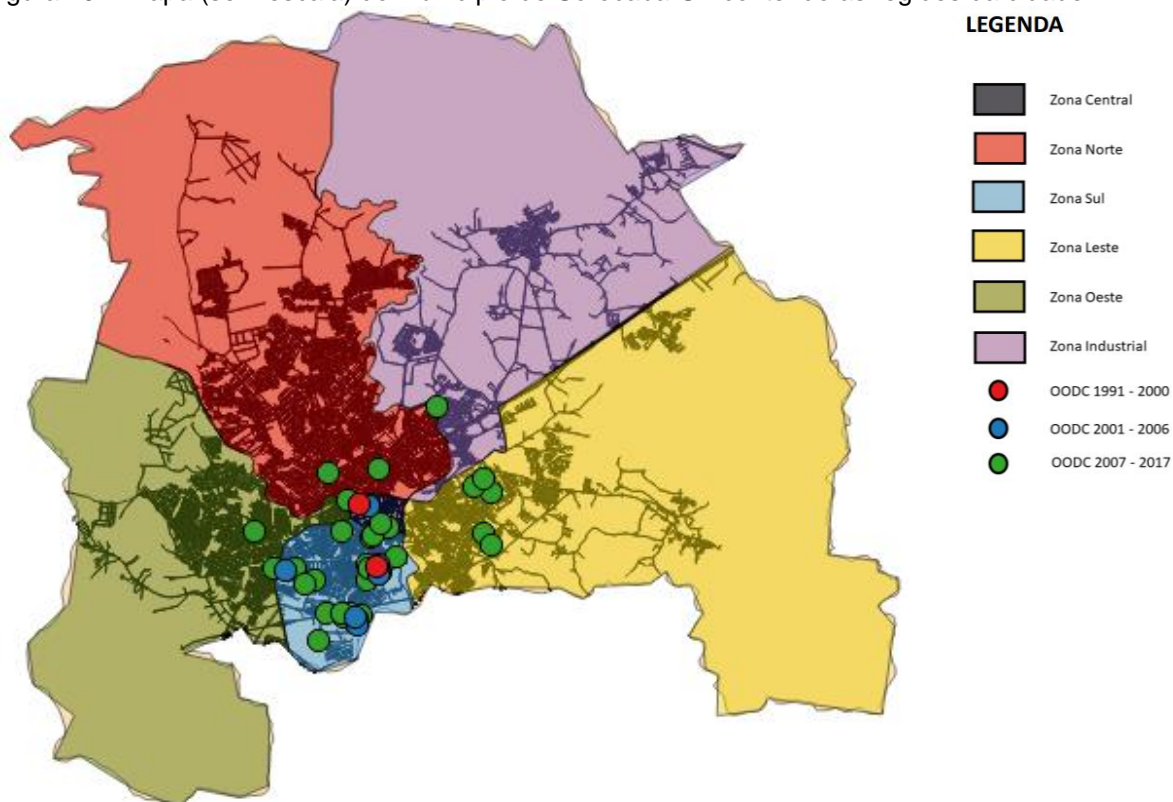 LEGENDA
Zona Central
Zona Norte
Zona Sul
Zona Leste
Zona Oeste
Zona Industrial
OODC 1991 - 2000
OODC 2001 - 2006
OODC 2007 - 2017